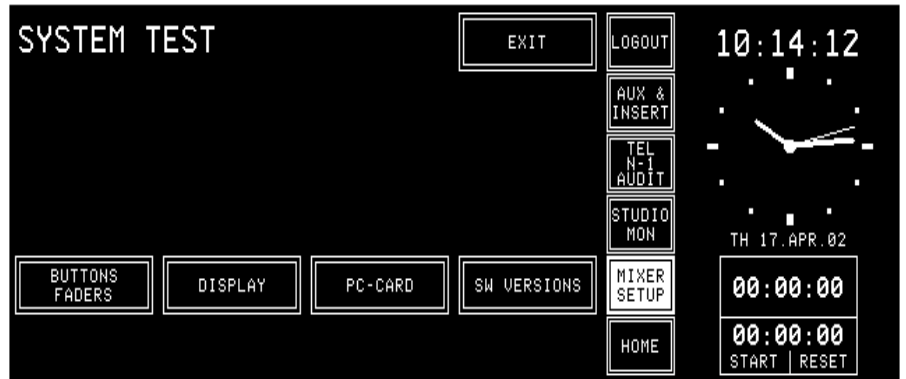 SYSTEM TEST
EXIT
LOGOUT
AUX &
INSERT
TEL
N-1
AUDIT
STUDIO
MON
BUTTONS
FADERS
DISPLAY
PC-CARD
SW VERSIONS
MIXER
SETUP
HOME
10:14:12
TH 17.APR.02
00:00:00
00:00:00
START | RESET